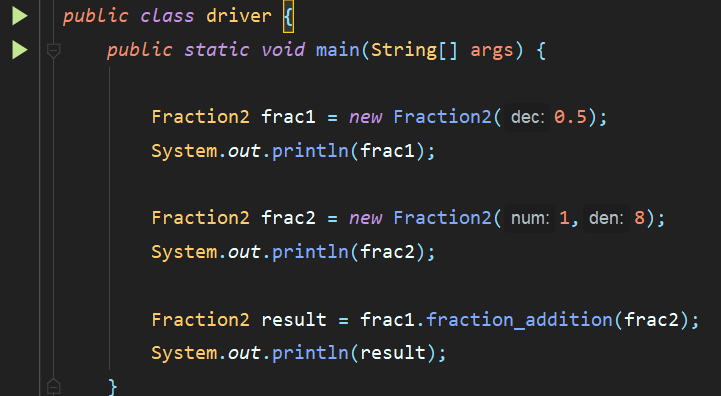 public class driver {
public static void main(String[] args) {
Fraction2 frac1 = new Fraction2( dec: 0.5);
System.out.println(frac1);
Fraction2 frac2 = new Fraction2( num: 1, den: 8);
System.out.println(frac2);
Fraction2 result = frac1.fraction_addition(frac2);
System.out.println(result);
}